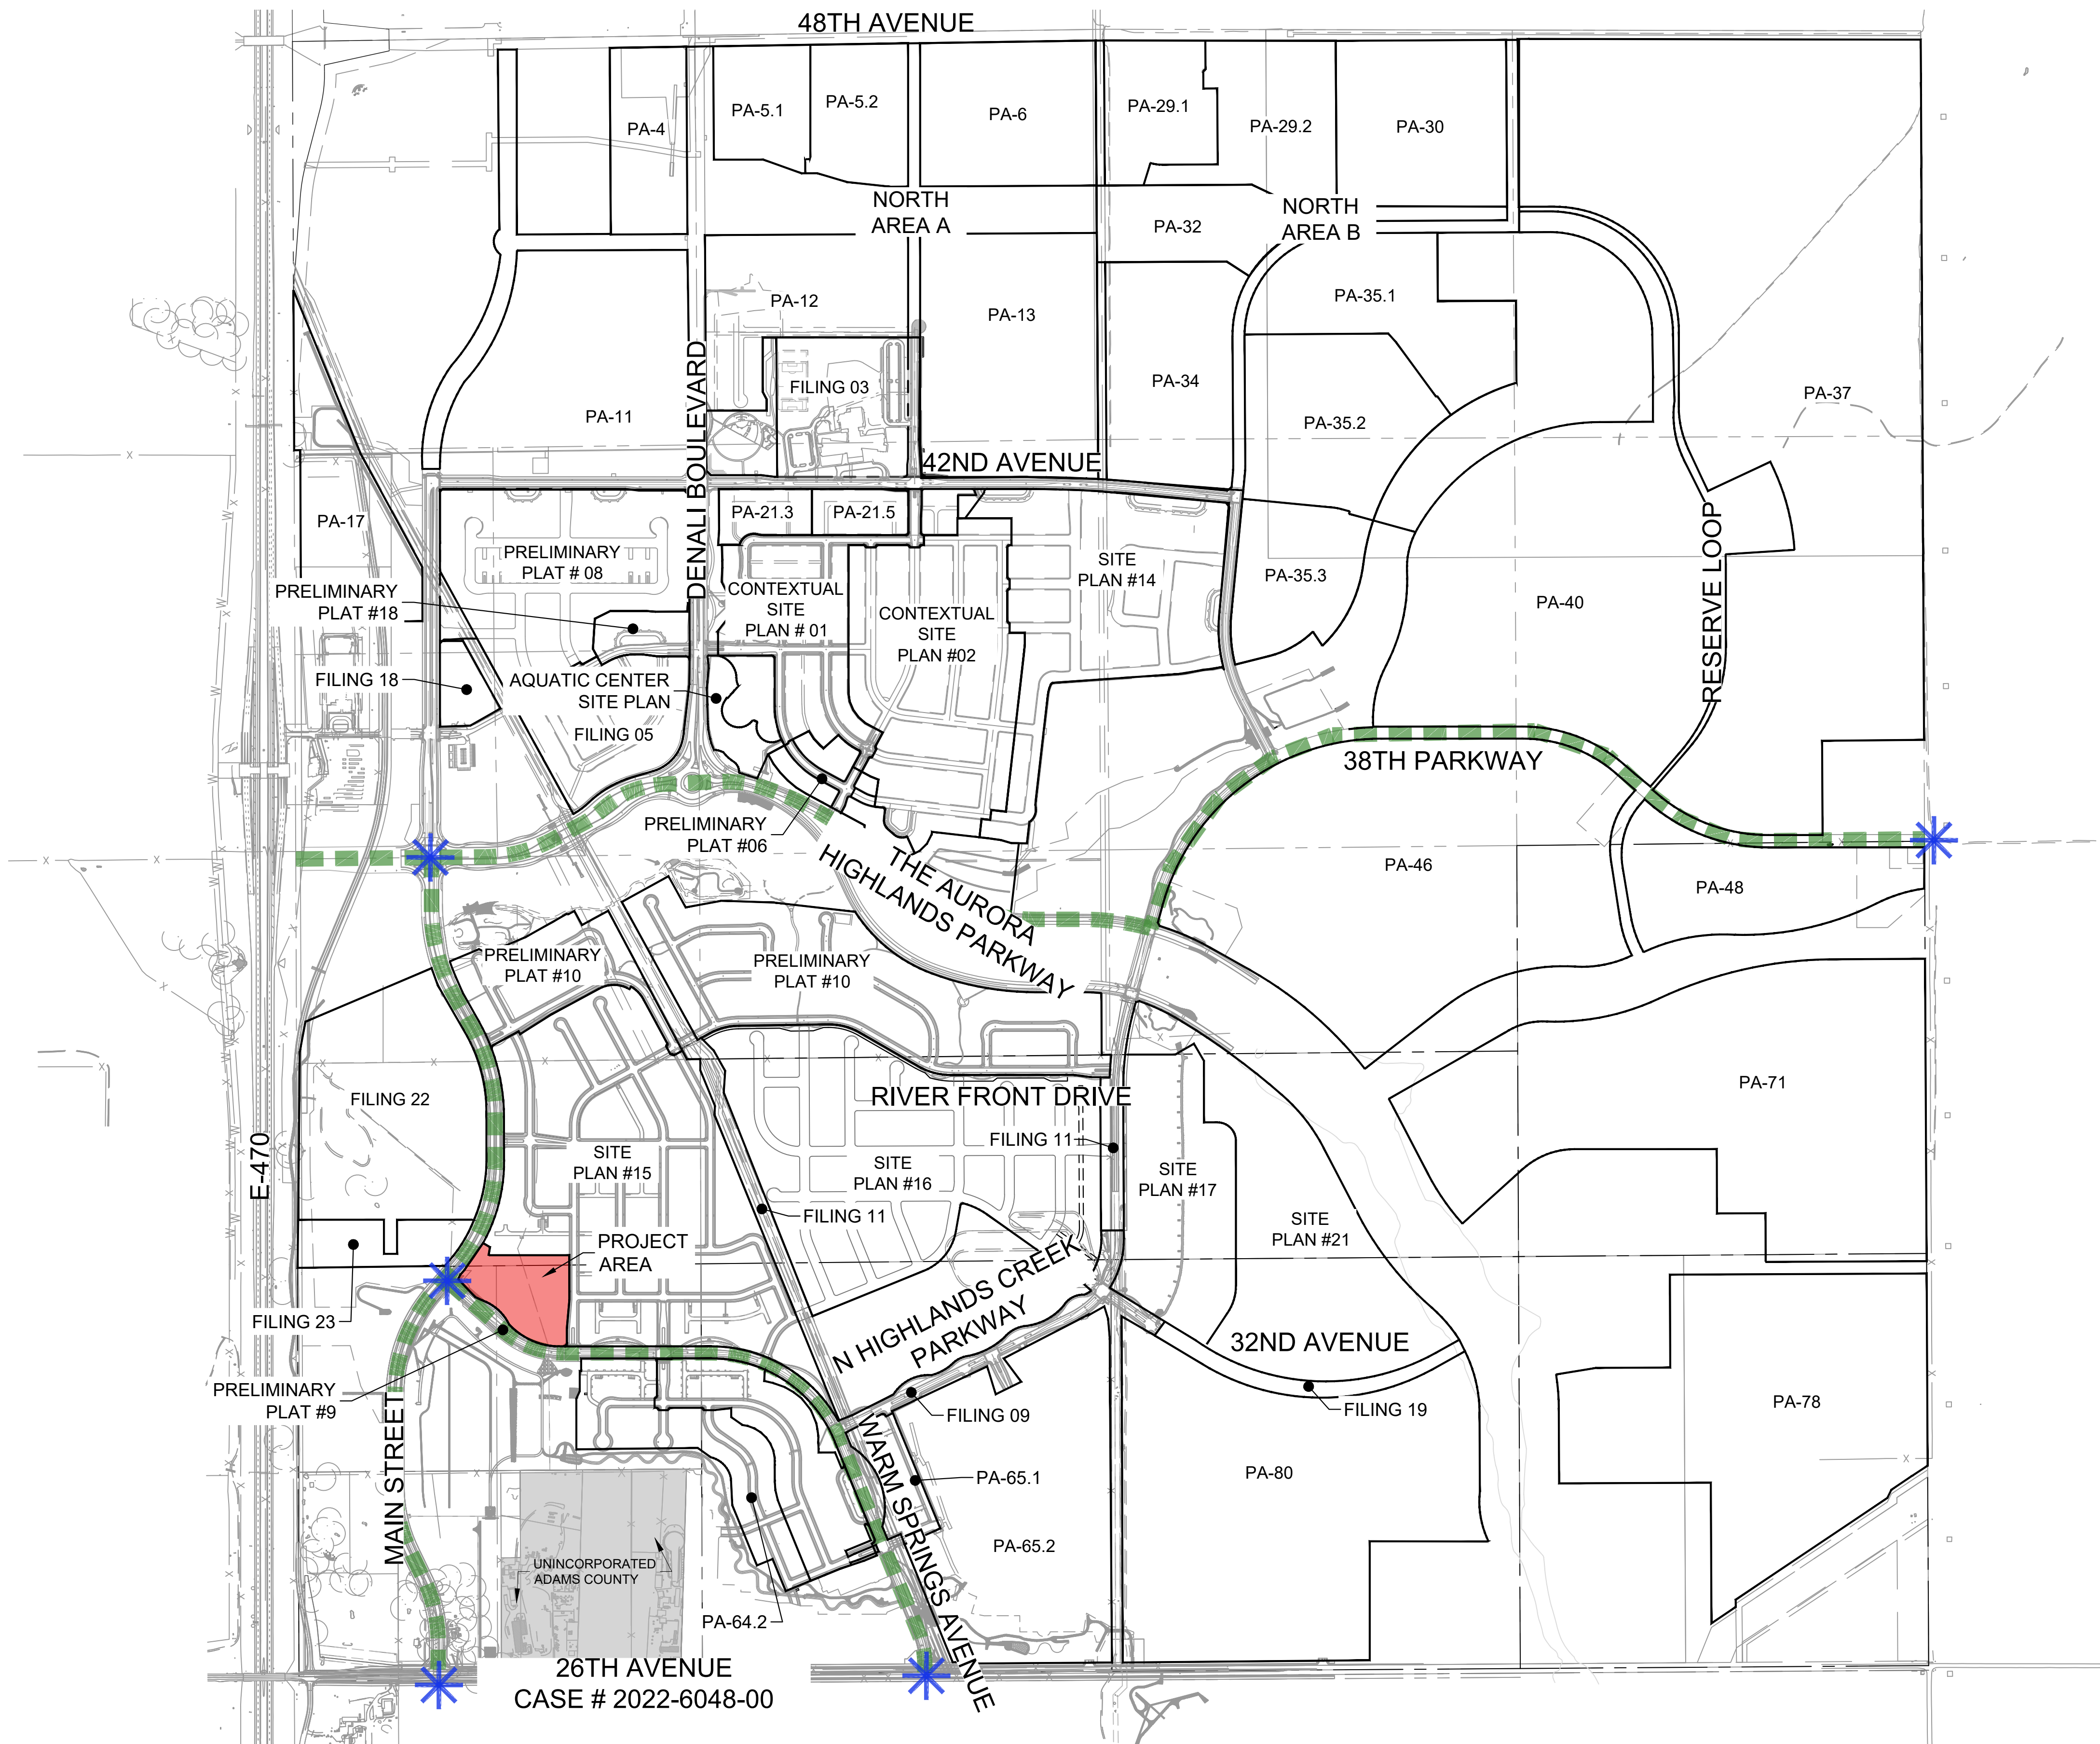 48TH AVENUE
PA-4
PA-5.1
PA-5.2
PA-6
PA-29.1
PA-29.2
PA-30
NORTH
AREA A
PA-32
NORTH
AREA B
PA-12
PA-13
PA-35.1
PA-34
FILING 03
PA-11
PA-35.2
PA-37
DENALI BOULEVARD
42ND AVENUE
PA-17
PA-21.3
PA-21.5
PRELIMINARY
PLAT # 08
SITE
PLAN #14
PA-35.3
PRELIMINARY
PLAT #18
CONTEXTUAL
SITE
PLAN # 01
CONTEXTUAL
SITE
PLAN #02
PA-40
RESERVE LOOP
FILING 18
AQUATIC CENTER
SITE PLAN
FILING 05
38TH PARKWAY
PRELIMINARY
PLAT #06
THE AURORA
HIGHLANDS PARKWAY
PA-46
PA-48
PRELIMINARY
PLAT #10
PRELIMINARY
PLAT #10
FILING 22
RIVER FRONT DRIVE
PA-71
E-470
SITE
PLAN #15
FILING 11
SITE
PLAN #16
SITE
PLAN #17
FILING 11
SITE
PLAN #21
PROJECT
AREA
N HIGHLANDS CREEK
PARKWAY
FILING 23
32ND AVENUE
PRELIMINARY
PLAT #9
MAIN STREET
FILING 09
FILING 19
PA-78
WARM SPRINGS AVENUE
PA-65.1
PA-80
PA-65.2
UNINCORPORATED
ADAMS COUNTY
PA-64.2
26TH AVENUE
CASE # 2022-6048-00